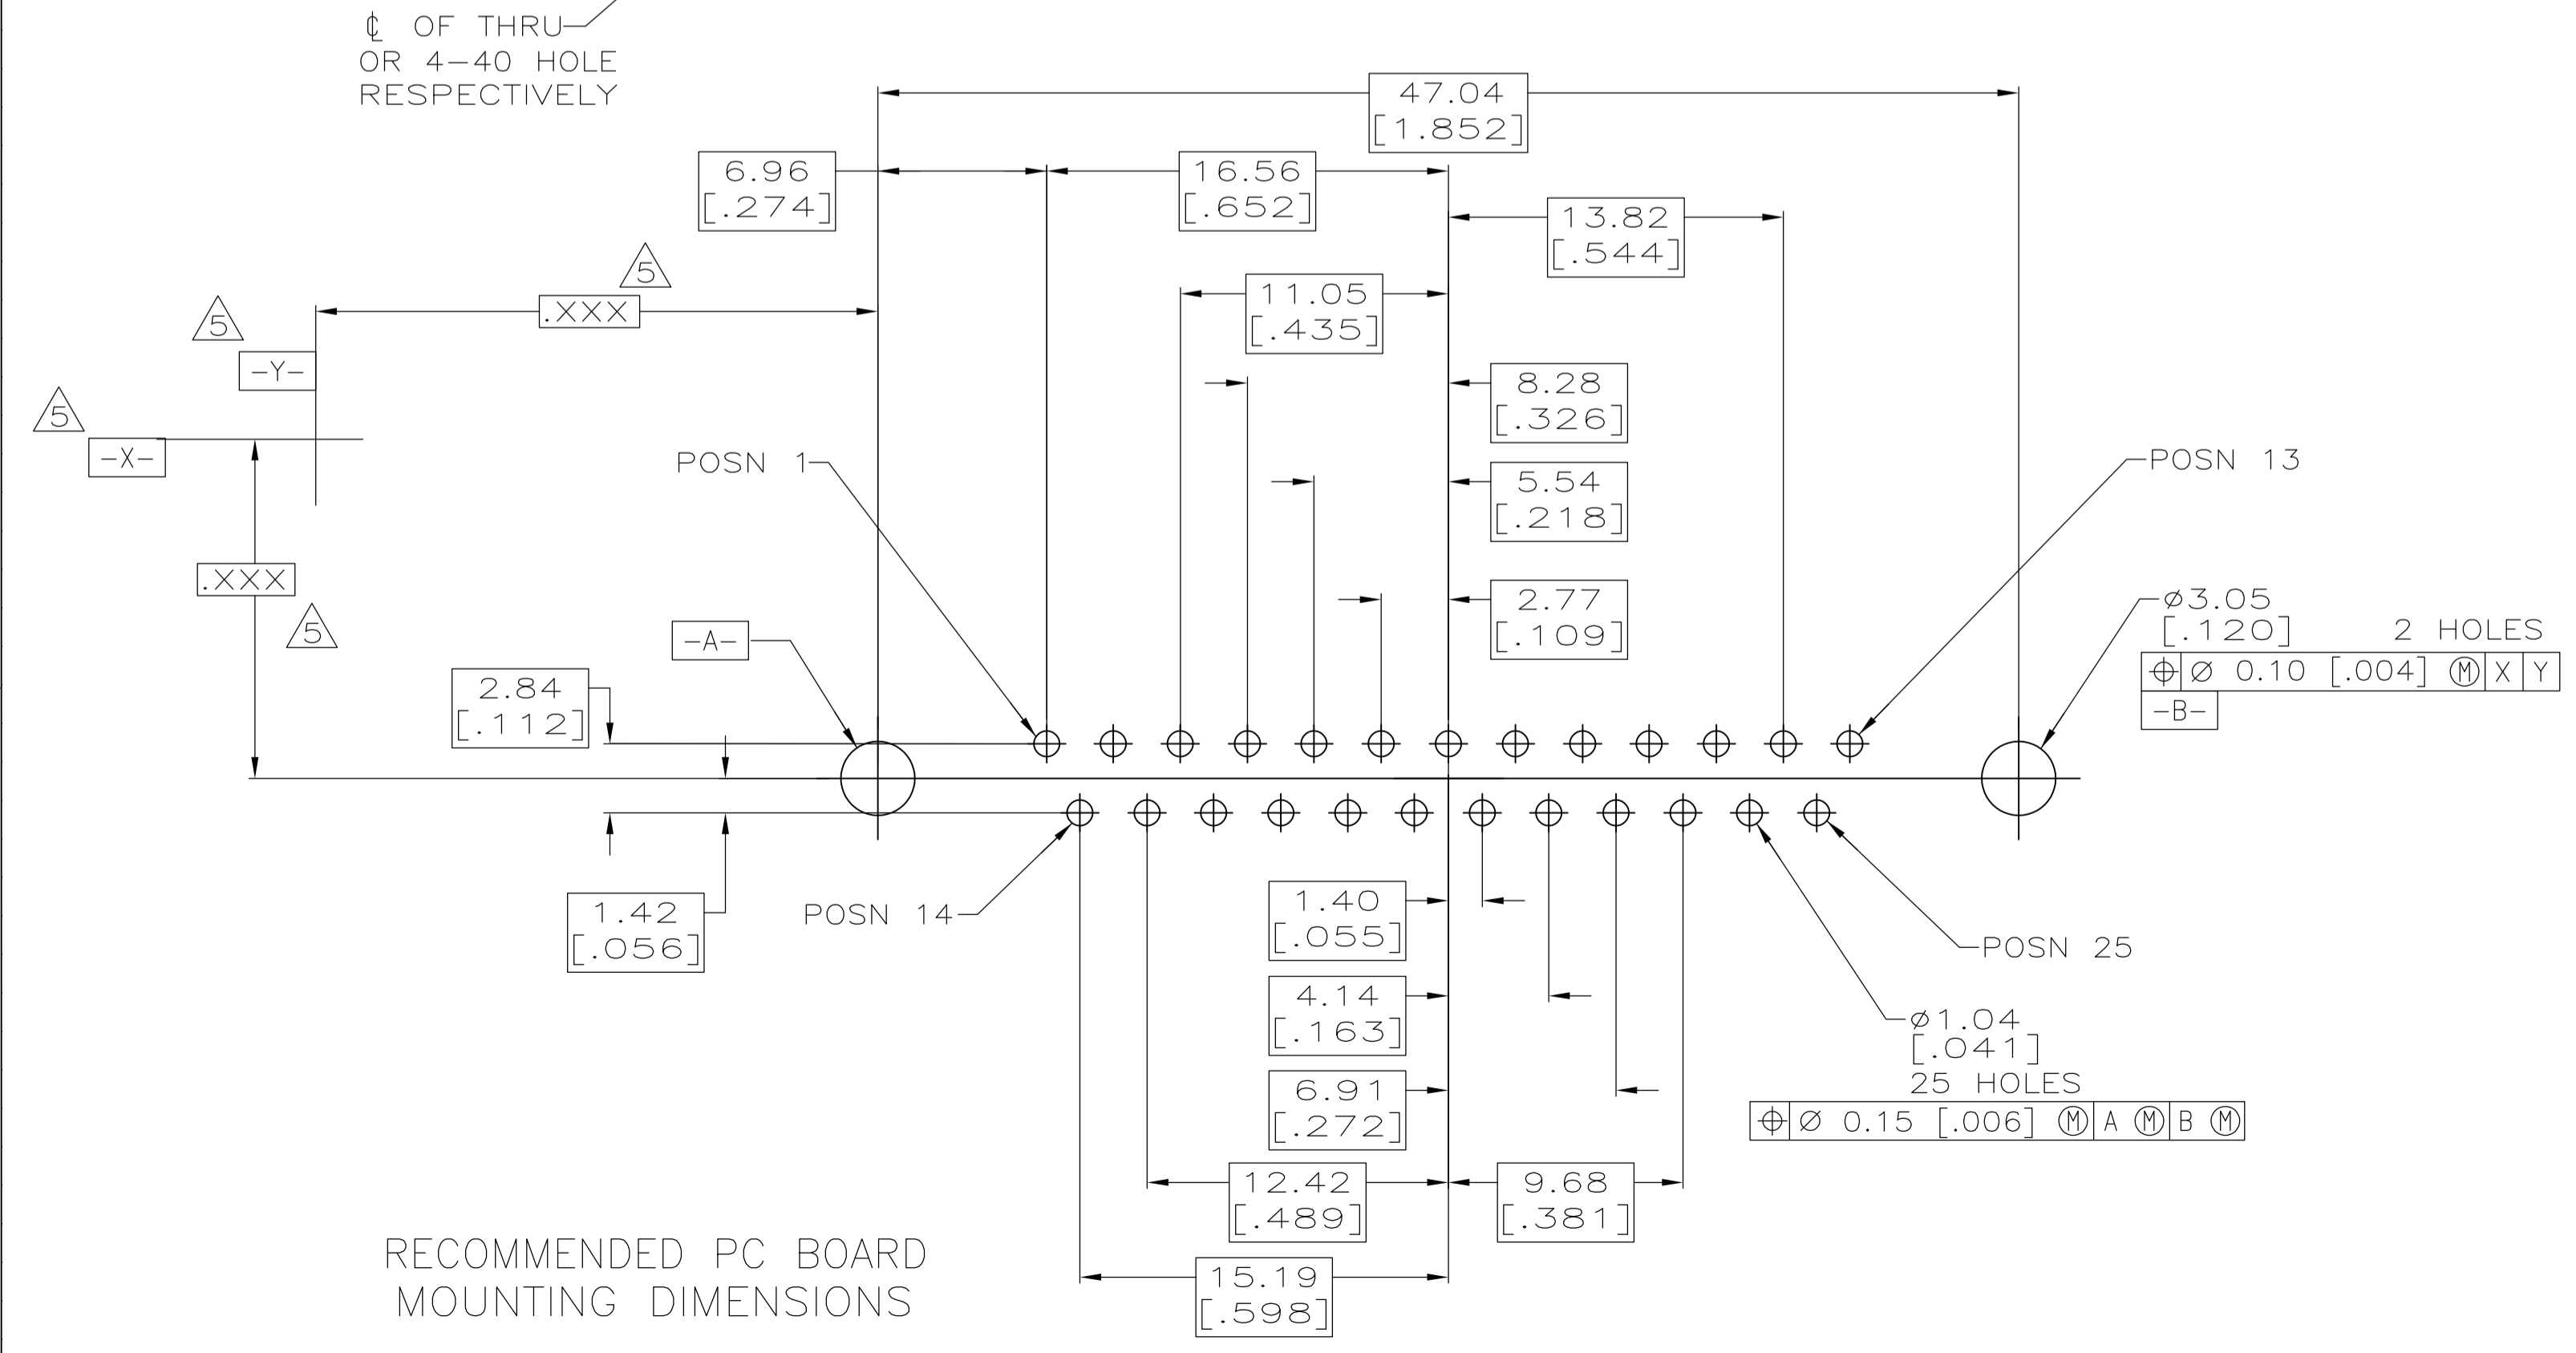 ℄ OF THRU
OR 4-40 HOLE
RESPECTIVELY
47.04
[1.852]
6.96
[.274]
16.56
[.652]
13.82
[.544]
5
.XXX
11.05
[.435]
5
-Y-
8.28
[.326]
5
-X-
POSN 1
POSN 13
5.54
[.218]
.XXX
5
2.77
[.109]
-A-
⌀3.05
[.120] 2 HOLES
⌖ ⌀ 0.10 [.004] Ⓜ X Y
-B-
2.84
[.112]
1.42
[.056]
POSN 14
1.40
[.055]
POSN 25
4.14
[.163]
⌀1.04
[.041]
25 HOLES
⌖ ⌀ 0.15 [.006] Ⓜ A Ⓜ B Ⓜ
6.91
[.272]
12.42
[.489]
9.68
[.381]
15.19
[.598]
RECOMMENDED PC BOARD
MOUNTING DIMENSIONS